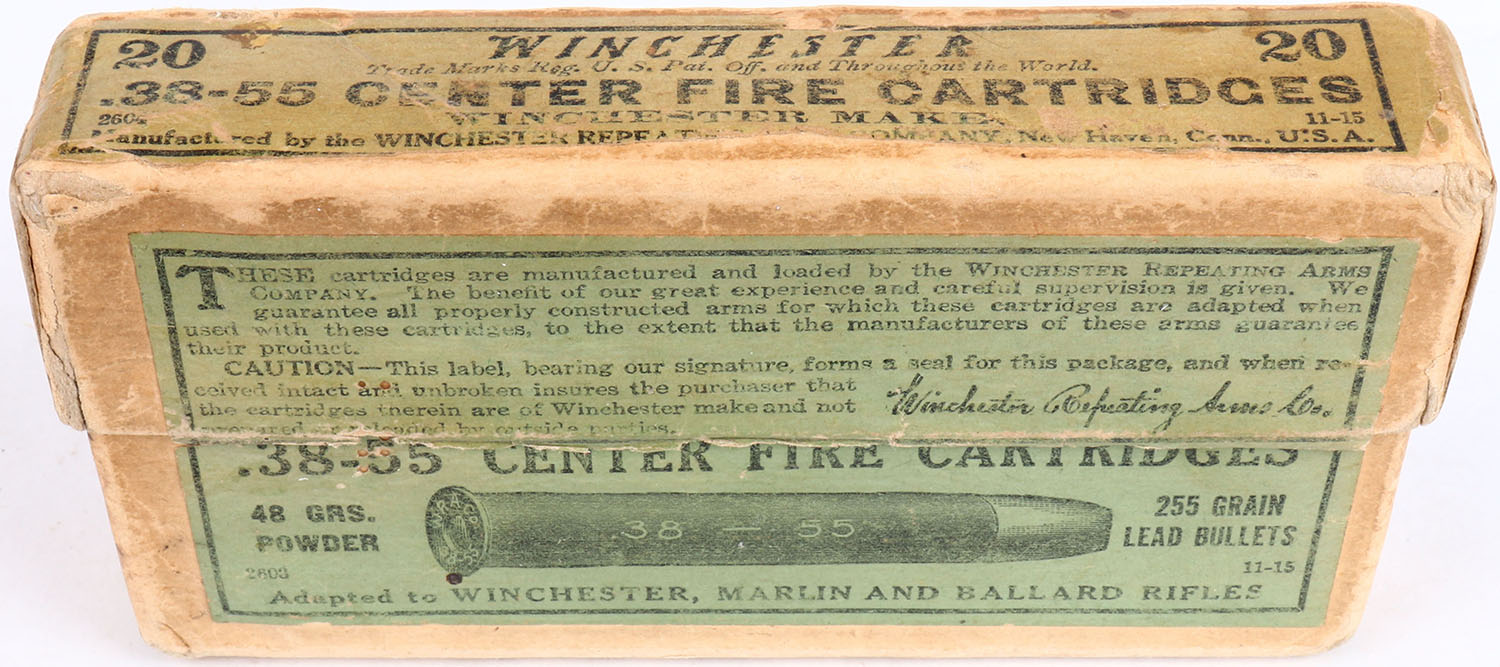 20 WINCHESTER 20
Trade Marks Reg. U. S. Pat. Off. and Throughout the World.
.38-55 CENTER FIRE CARTRIDGES
2604 WINCHESTER MAKE 11-15
Manufactured by the WINCHESTER REPEATING COMPANY, New Haven, Conn., U.S.A.
THESE cartridges are manufactured and loaded by the WINCHESTER REPEATING ARMS
COMPANY. The benefit of our great experience and careful supervision is given. We
guarantee all properly constructed arms for which these cartridges are adapted when
used with these cartridges, to the extent that the manufacturers of these arms guarantee
their product.
CAUTION—This label, bearing our signature, forms a seal for this package, and when re-
ceived intact and unbroken insures the purchaser that
the cartridges therein are of Winchester make and not
prepared or reloaded by outside parties.
Winchester Repeating Arms Co.
.38-55 CENTER FIRE CARTRIDGES
48 GRS.
POWDER
.38 — 55
255 GRAIN
LEAD BULLETS
2603 11-15
Adapted to WINCHESTER, MARLIN AND BALLARD RIFLES